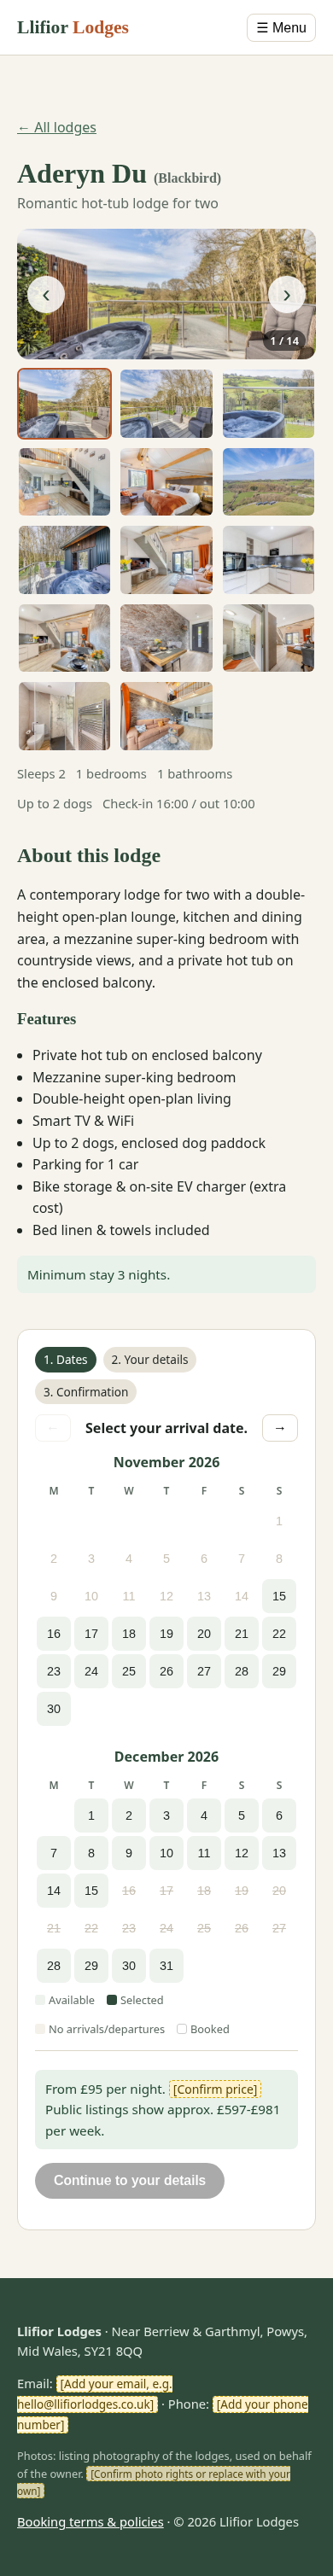 Llifior Lodges
☰ Menu
← All lodges
Aderyn Du (Blackbird)
Romantic hot-tub lodge for two
‹ ›
1 / 14
Sleeps 2 1 bedrooms 1 bathrooms
Up to 2 dogs Check-in 16:00 / out 10:00
About this lodge
A contemporary lodge for two with a double-
height open-plan lounge, kitchen and dining
area, a mezzanine super-king bedroom with
countryside views, and a private hot tub on
the enclosed balcony.
Features
• Private hot tub on enclosed balcony
• Mezzanine super-king bedroom
• Double-height open-plan living
• Smart TV & WiFi
• Up to 2 dogs, enclosed dog paddock
• Parking for 1 car
• Bike storage & on-site EV charger (extra
cost)
• Bed linen & towels included
Minimum stay 3 nights.
1. Dates 2. Your details
3. Confirmation
← Select your arrival date. →
November 2026
M T W T F S S
1
2 3 4 5 6 7 8
9 10 11 12 13 14 15
16 17 18 19 20 21 22
23 24 25 26 27 28 29
30
December 2026
M T W T F S S
1 2 3 4 5 6
7 8 9 10 11 12 13
14 15 16 17 18 19 20
21 22 23 24 25 26 27
28 29 30 31
Available Selected
No arrivals/departures Booked
From £95 per night. [Confirm price]
Public listings show approx. £597-£981
per week.
Continue to your details
Llifior Lodges · Near Berriew & Garthmyl, Powys,
Mid Wales, SY21 8QQ
Email: [Add your email, e.g.
hello@llifiorlodges.co.uk] · Phone: [Add your phone
number]
Photos: listing photography of the lodges, used on behalf
of the owner. [Confirm photo rights or replace with your
own]
Booking terms & policies · © 2026 Llifior Lodges